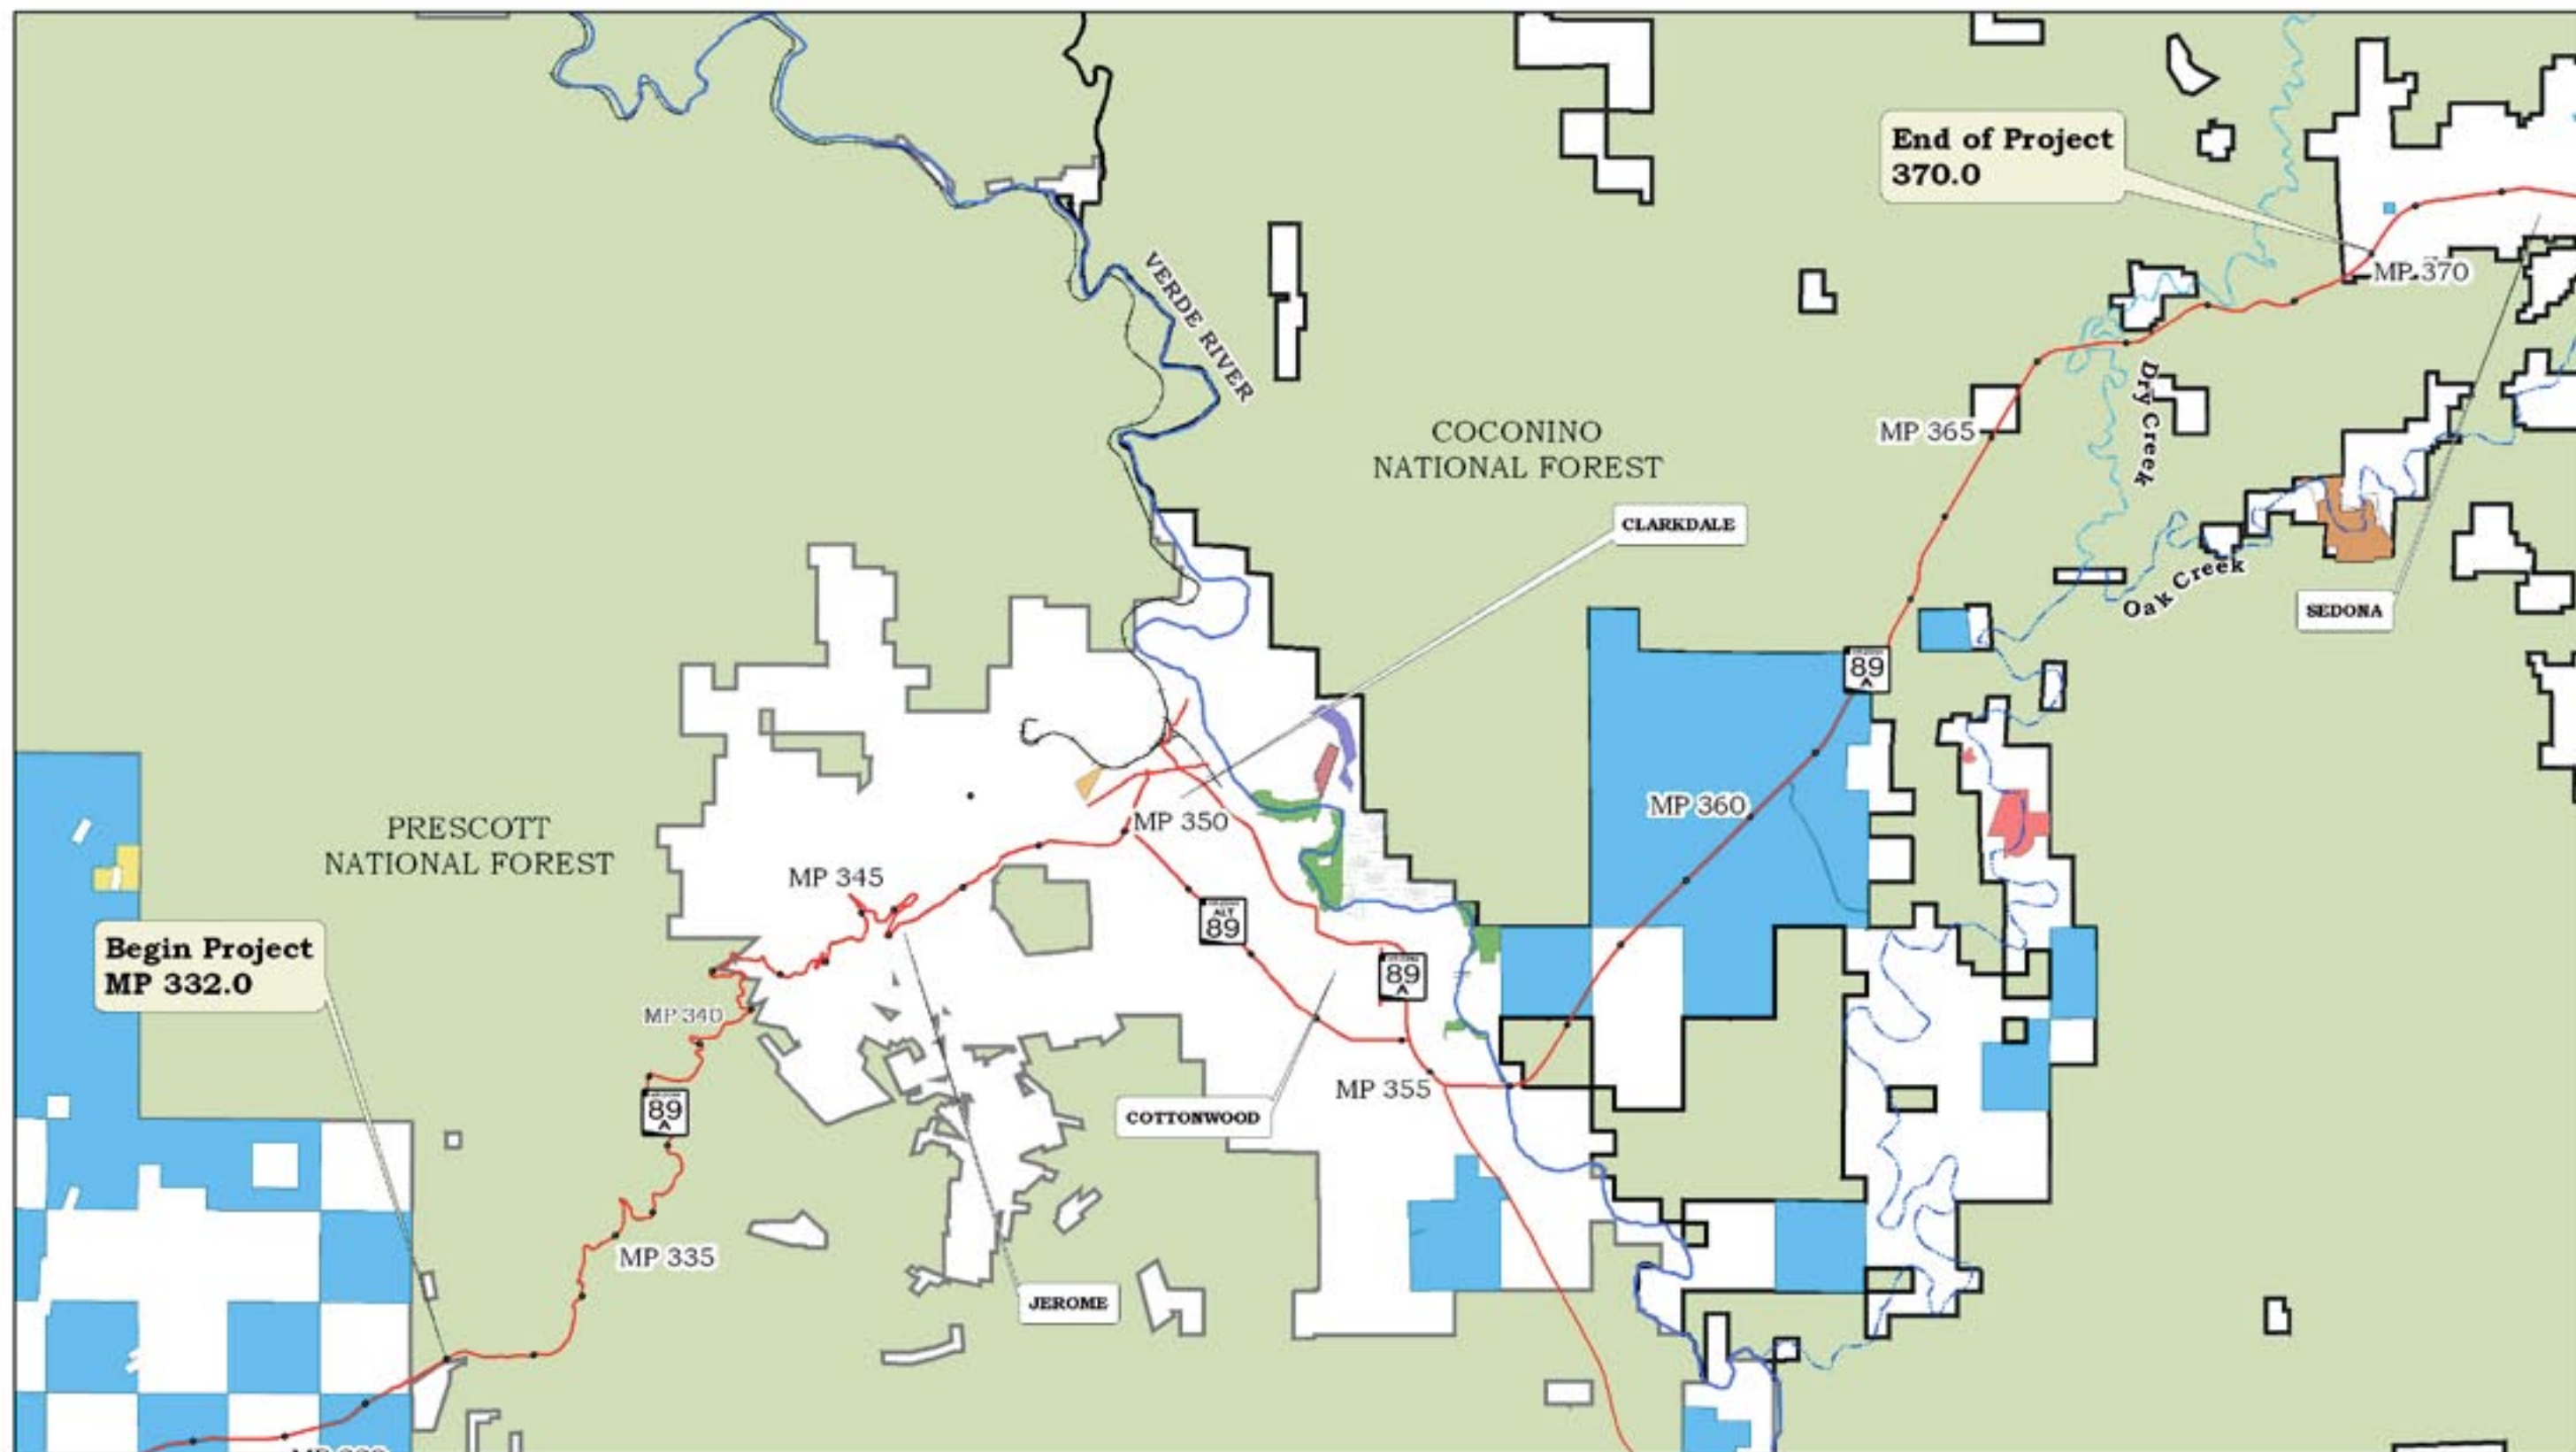 End of Project
370.0
VERDE RIVER
MP 370
Dry Creek
MP 365
COCONINO
NATIONAL FOREST
CLARKDALE
Oak Creek
SEDONA
89
A
MP 360
MP 350
PRESCOTT
NATIONAL FOREST
MP 345
ALT
89
Begin Project
MP 332.0
89
A
MP 340
MP 355
89
A
COTTONWOOD
MP 335
JEROME